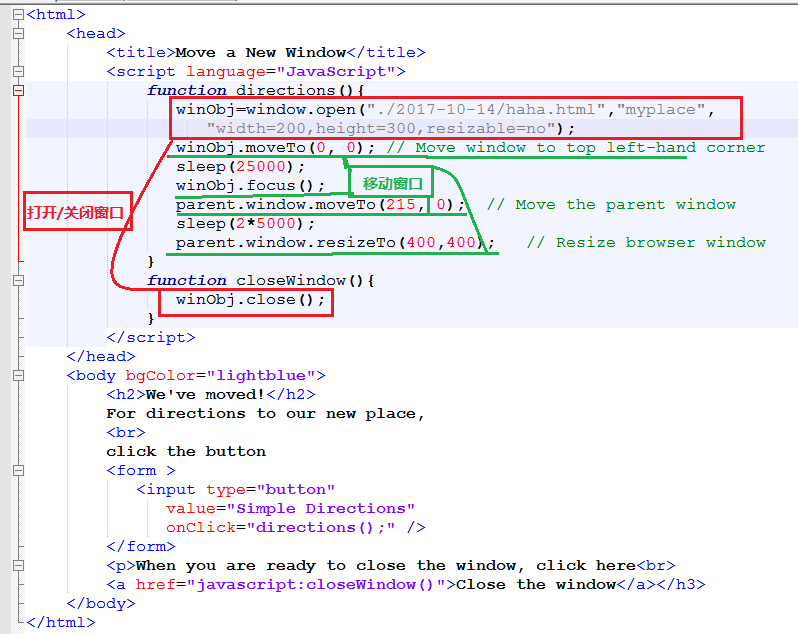 <html>
<head>
<title>Move a New Window</title>
<script language="JavaScript">
function directions(){
winObj=window.open("./2017-10-14/haha.html","myplace",
"width=200,height=300,resizable=no");
winObj.moveTo(0, 0); // Move window to top left-hand corner
sleep(25000);
winObj.focus();
移动窗口
parent.window.moveTo(215, 0); // Move the parent window
打开/关闭窗口
sleep(2*5000);
parent.window.resizeTo(400,400); // Resize browser window
}
function closeWindow(){
winObj.close();
}
</script>
</head>
<body bgColor="lightblue">
<h2>We've moved!</h2>
For directions to our new place,
<br>
click the button
<form >
<input type="button"
value="Simple Directions"
onClick="directions();" />
</form>
<p>When you are ready to close the window, click here<br>
<a href="javascript:closeWindow()">Close the window</a></h3>
</body>
</html>